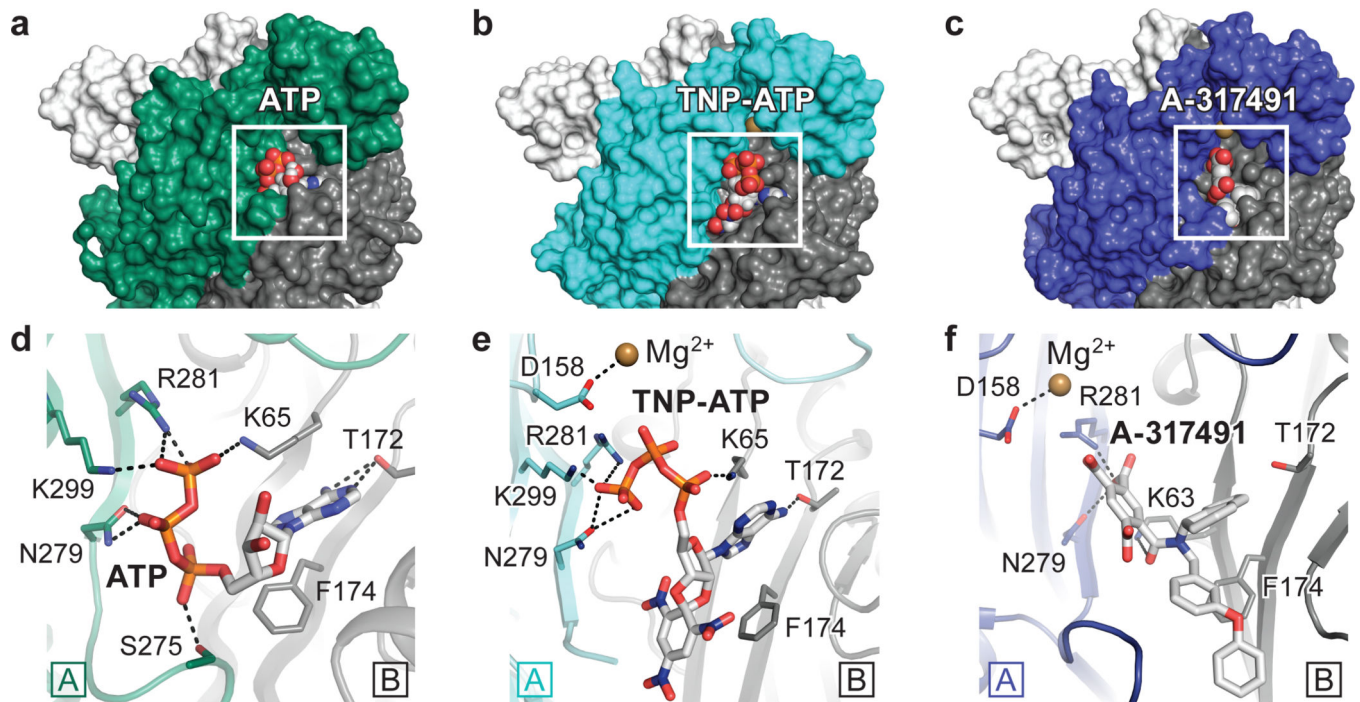 a
b
c
ATP
TNP-ATP
A-317491
d
R281
K65
T172
K299
N279
ATP
F174
S275
A
B
e
D158
Mg²⁺
TNP-ATP
R281
K65
T172
K299
N279
F174
A
B
f
Mg²⁺
D158
R281
A-317491
T172
K63
N279
F174
A
B